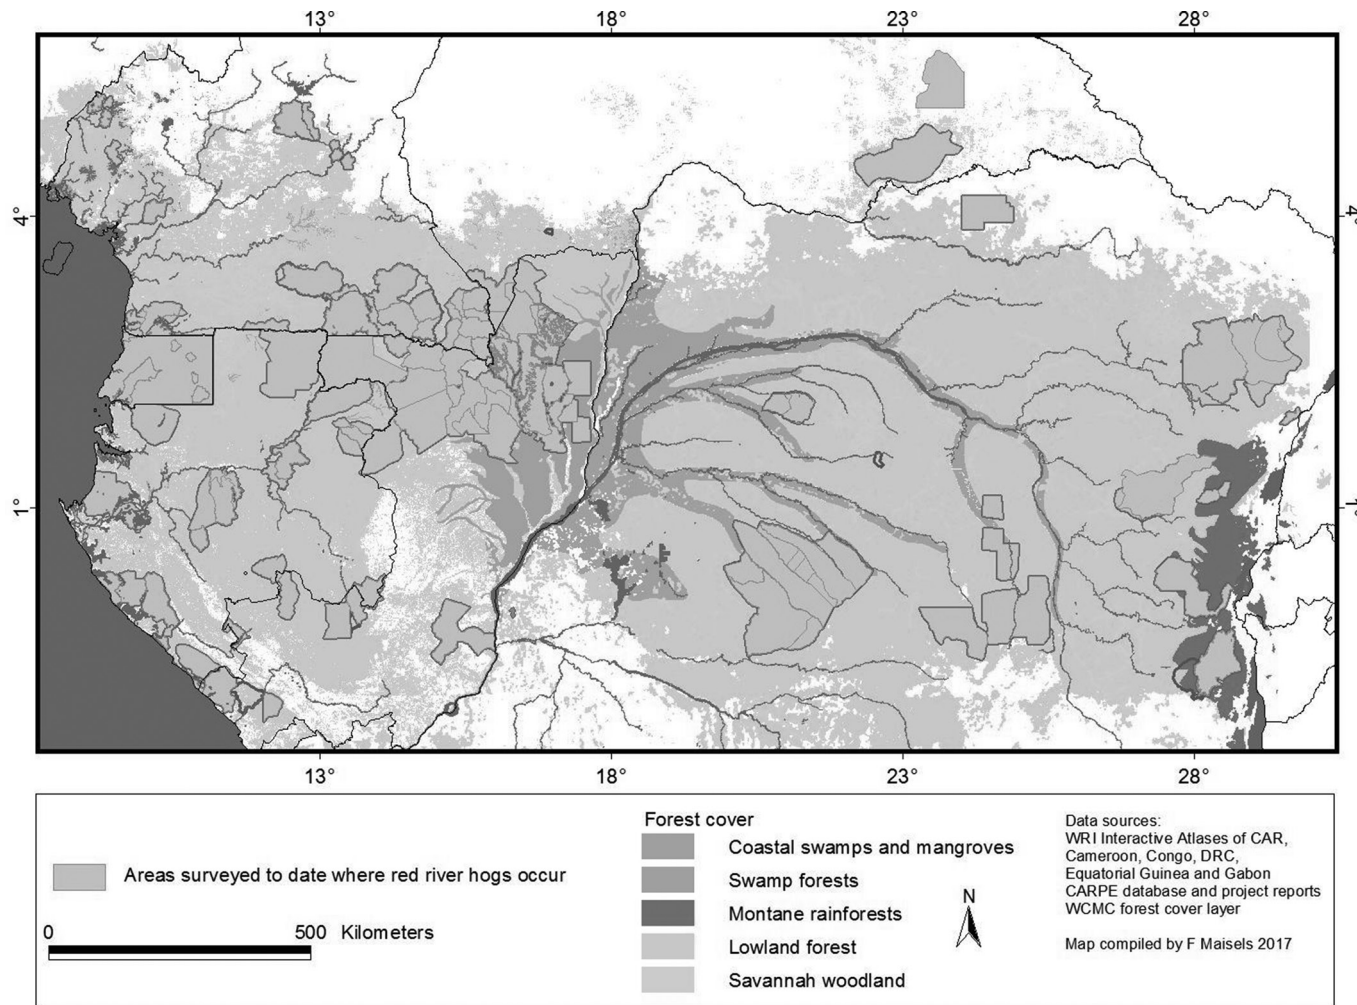 13° 18° 23° 28°
4° 4°
1° 1°
13° 18° 23° 28°
Areas surveyed to date where red river hogs occur
0 500 Kilometers
Forest cover
Coastal swamps and mangroves
Swamp forests
Montane rainforests
Lowland forest
Savannah woodland
N
Data sources:
WRI Interactive Atlases of CAR,
Cameroon, Congo, DRC,
Equatorial Guinea and Gabon
CARPE database and project reports
WCMC forest cover layer
Map compiled by F Maisels 2017